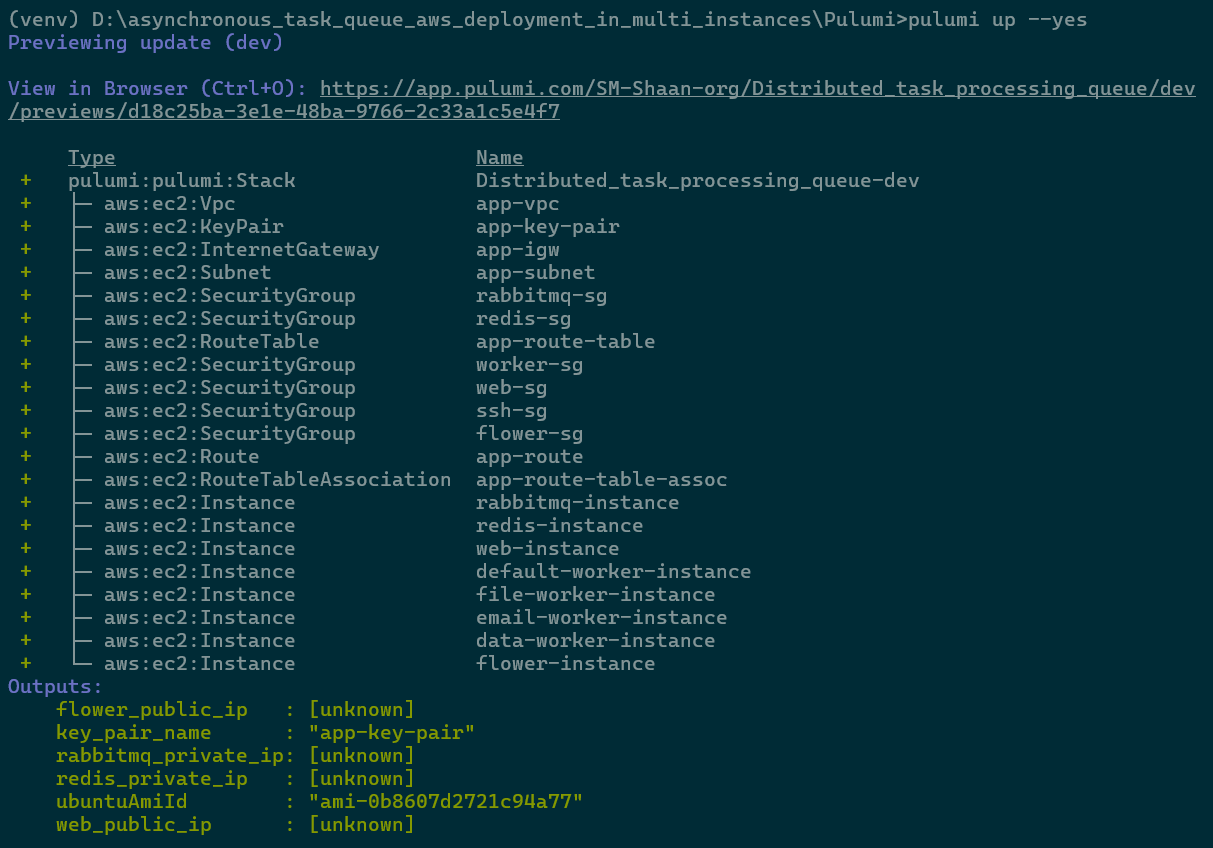 (venv) D:\asynchronous_task_queue_aws_deployment_in_multi_instances\Pulumi>pulumi up --yes
Previewing update (dev)
View in Browser (Ctrl+O): https://app.pulumi.com/SM-Shaan-org/Distributed_task_processing_queue/dev
/previews/d18c25ba-3e1e-48ba-9766-2c33a1c5e4f7
Type Name
+ pulumi:pulumi:Stack Distributed_task_processing_queue-dev
+ ├─ aws:ec2:Vpc app-vpc
+ ├─ aws:ec2:KeyPair app-key-pair
+ ├─ aws:ec2:InternetGateway app-igw
+ ├─ aws:ec2:Subnet app-subnet
+ ├─ aws:ec2:SecurityGroup rabbitmq-sg
+ ├─ aws:ec2:SecurityGroup redis-sg
+ ├─ aws:ec2:RouteTable app-route-table
+ ├─ aws:ec2:SecurityGroup worker-sg
+ ├─ aws:ec2:SecurityGroup web-sg
+ ├─ aws:ec2:SecurityGroup ssh-sg
+ ├─ aws:ec2:SecurityGroup flower-sg
+ ├─ aws:ec2:Route app-route
+ ├─ aws:ec2:RouteTableAssociation app-route-table-assoc
+ ├─ aws:ec2:Instance rabbitmq-instance
+ ├─ aws:ec2:Instance redis-instance
+ ├─ aws:ec2:Instance web-instance
+ ├─ aws:ec2:Instance default-worker-instance
+ ├─ aws:ec2:Instance file-worker-instance
+ ├─ aws:ec2:Instance email-worker-instance
+ ├─ aws:ec2:Instance data-worker-instance
+ └─ aws:ec2:Instance flower-instance
Outputs:
flower_public_ip : [unknown]
key_pair_name : "app-key-pair"
rabbitmq_private_ip: [unknown]
redis_private_ip : [unknown]
ubuntuAmiId : "ami-0b8607d2721c94a77"
web_public_ip : [unknown]